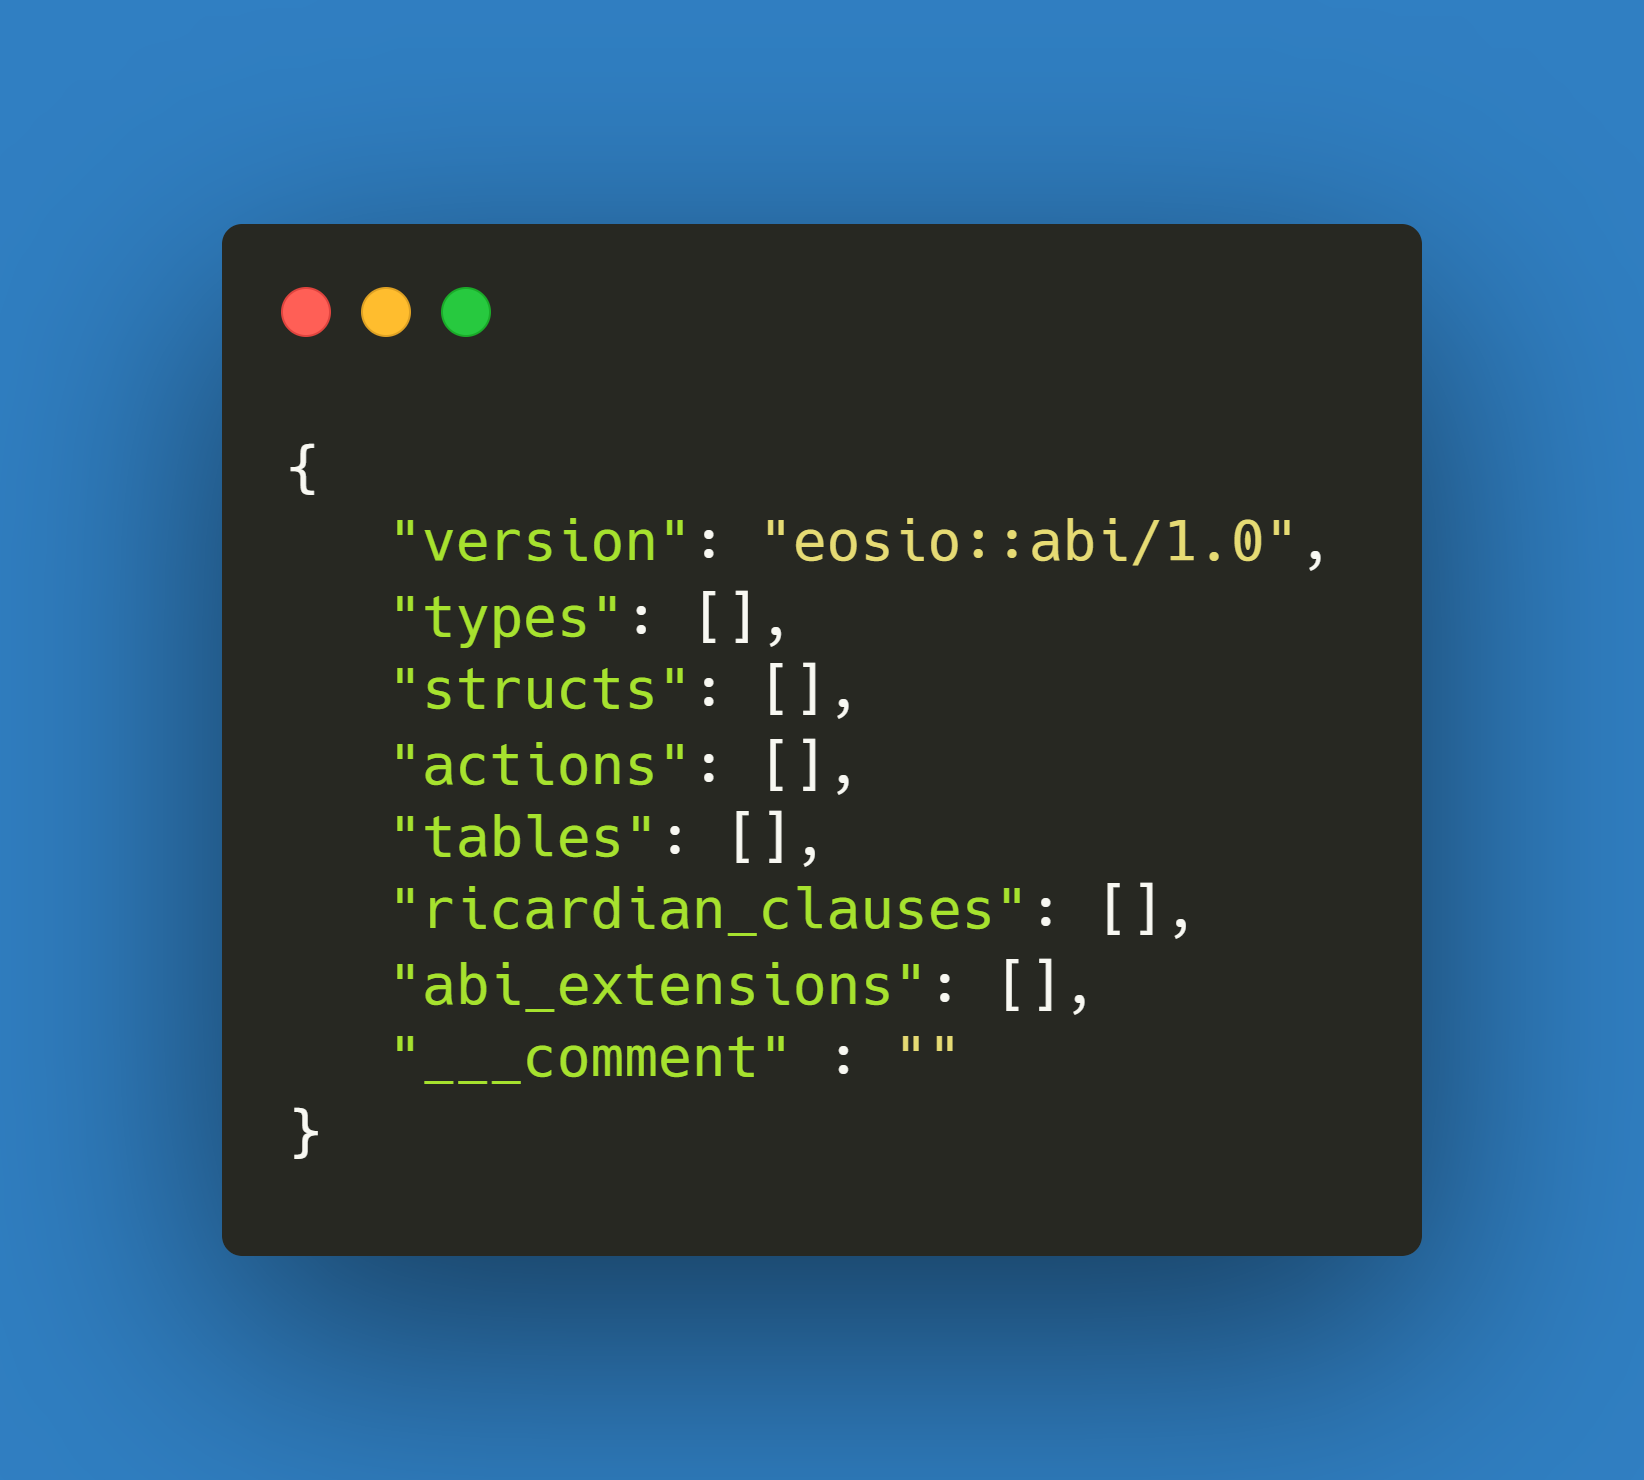 {
   "version": "eosio::abi/1.0",
   "types": [],
   "structs": [],
   "actions": [],
   "tables": [],
   "ricardian_clauses": [],
   "abi_extensions": [],
   "___comment" : ""
}